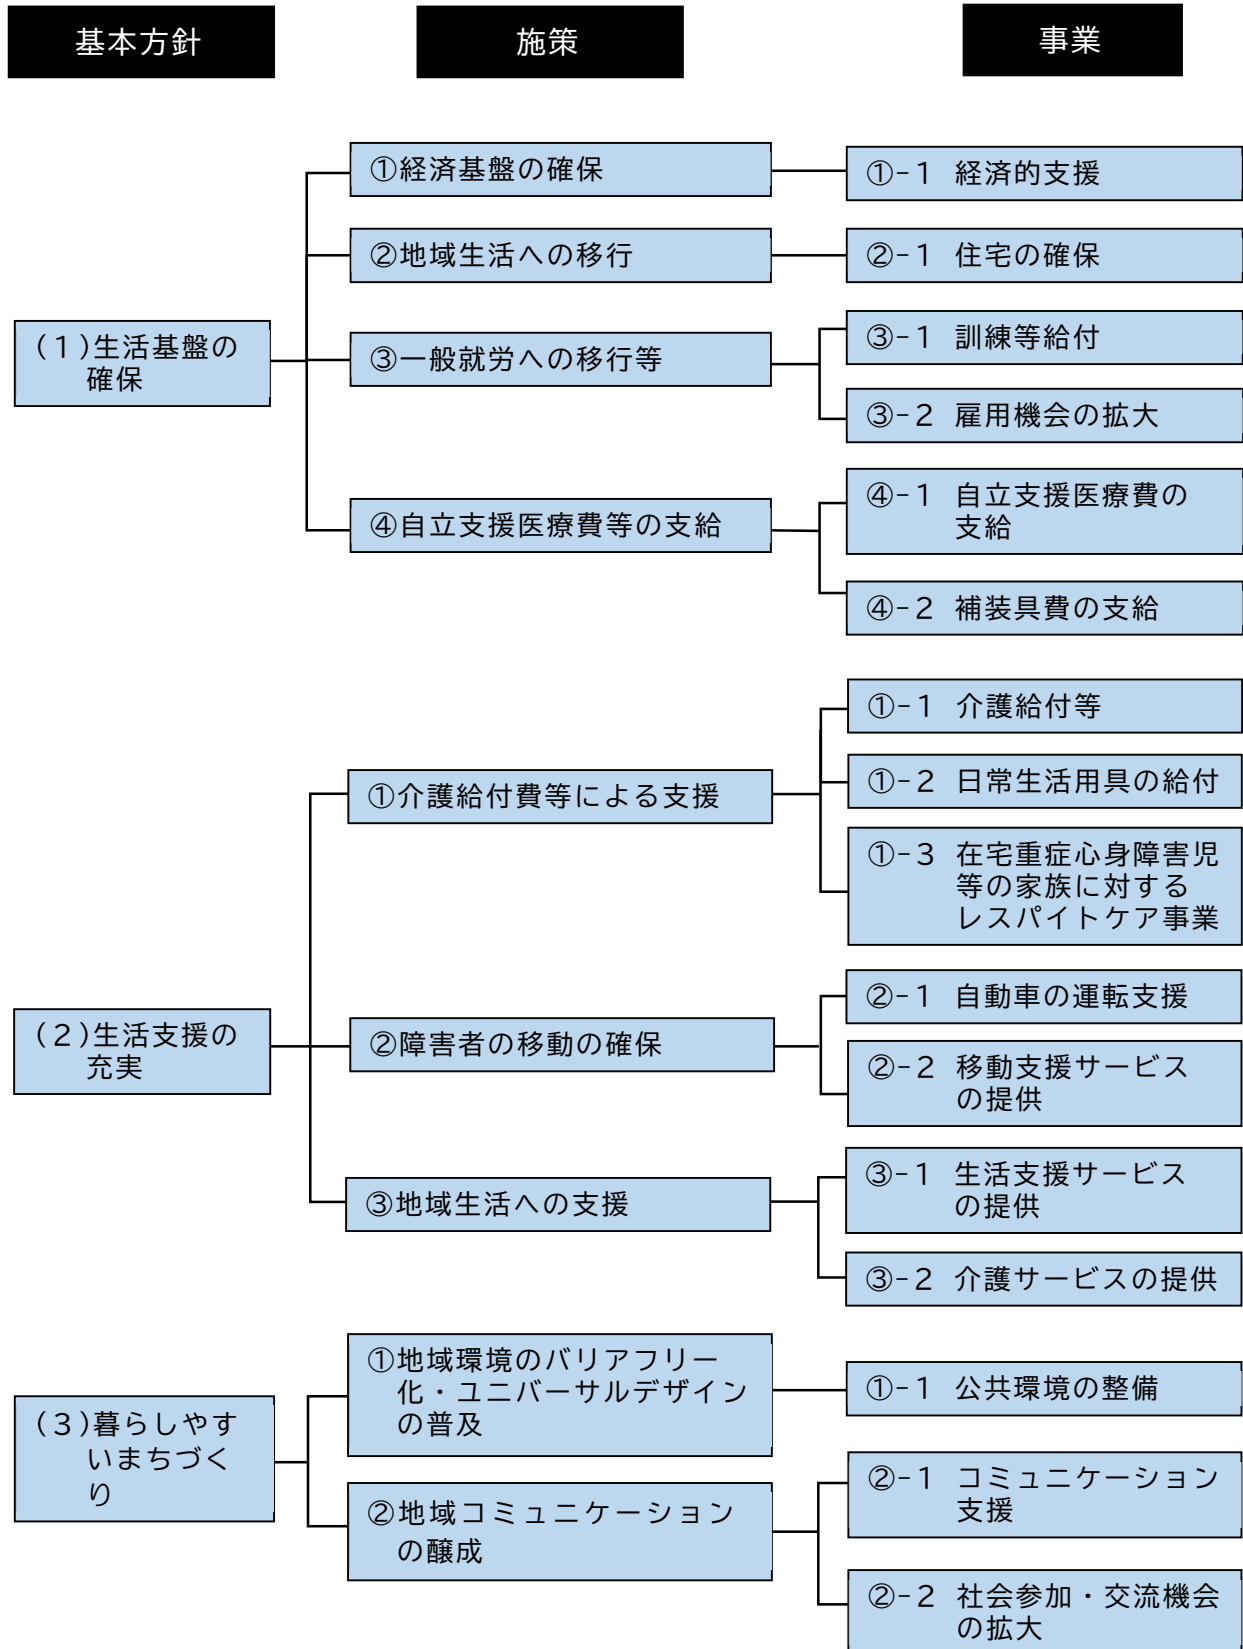 基本方針
施策
事業
(1)生活基盤の
確保
①経済基盤の確保
①-1 経済的支援
②地域生活への移行
②-1 住宅の確保
③一般就労への移行等
③-1 訓練等給付
③-2 雇用機会の拡大
④自立支援医療費等の支給
④-1 自立支援医療費の
支給
④-2 補装具費の支給
(2)生活支援の
充実
①介護給付費等による支援
①-1 介護給付等
①-2 日常生活用具の給付
①-3 在宅重症心身障害児
等の家族に対する
レスパイトケア事業
②障害者の移動の確保
②-1 自動車の運転支援
②-2 移動支援サービス
の提供
③地域生活への支援
③-1 生活支援サービス
の提供
③-2 介護サービスの提供
(3)暮らしやす
いまちづく
り
①地域環境のバリアフリー
化・ユニバーサルデザイン
の普及
①-1 公共環境の整備
②地域コミュニケーション
の醸成
②-1 コミュニケーション
支援
②-2 社会参加・交流機会
の拡大